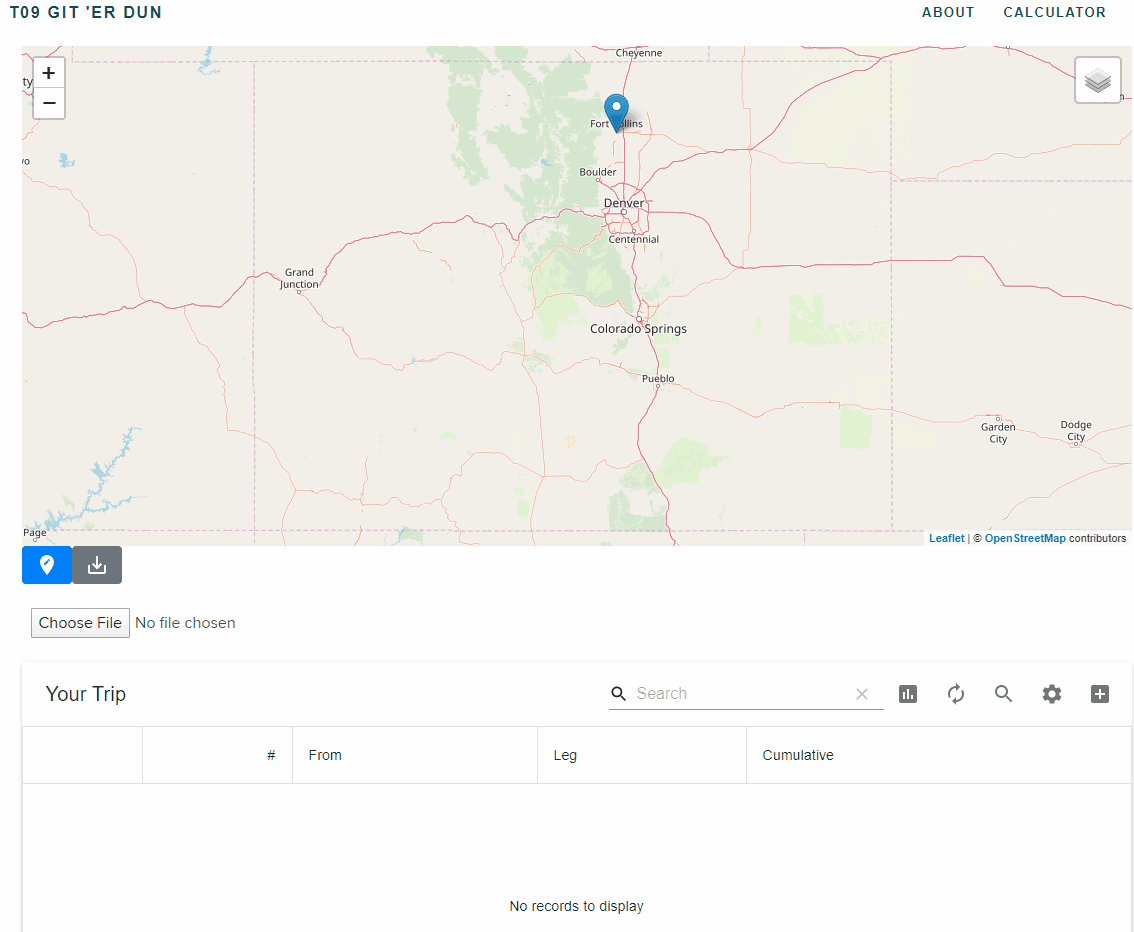 T09 GIT 'ER DUN
ABOUT CALCULATOR
Cheyenne
+
−
ty
Fort Collins
vo
Boulder
Denver
Centennial
Grand
Junction
Colorado Springs
Pueblo
Garden
City
Dodge
City
Page
Leaflet | © OpenStreetMap contributors
Choose File No file chosen
Your Trip
Search
# From Leg Cumulative
No records to display